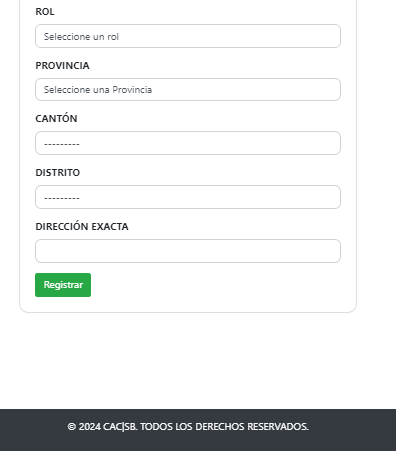 ROL
Seleccione un rol
PROVINCIA
Seleccione una Provincia
CANTÓN
---------
DISTRITO
---------
DIRECCIÓN EXACTA
Registrar
© 2024 CAC|SB. TODOS LOS DERECHOS RESERVADOS.